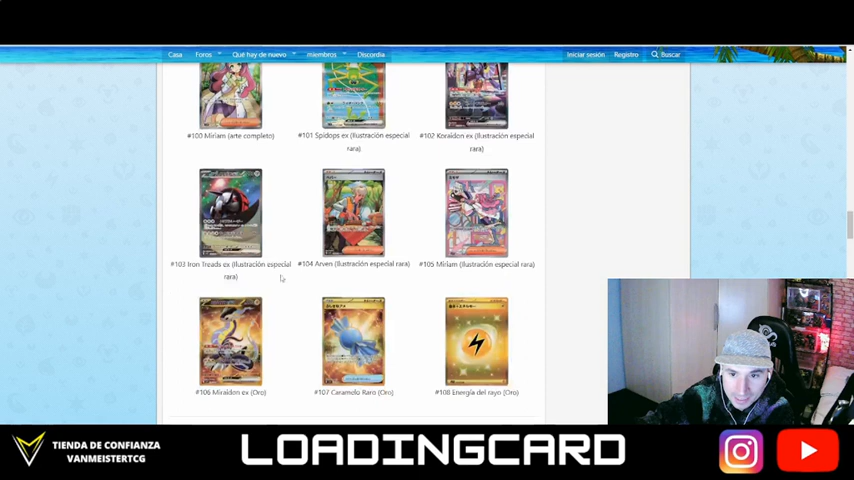 Casa Foros Qué hay de nuevo miembros Discordia Iniciar sesión Registro Buscar
#100 Miriam (arte completo)
#101 Spidops ex (Ilustración especial
rara)
#102 Koraidon ex (Ilustración especial
rara)
#103 Iron Treads ex (Ilustración especial
rara)
#104 Arven (Ilustración especial rara)
#105 Miriam (Ilustración especial rara)
#106 Miraidon ex (Oro)
#107 Caramelo Raro (Oro)
#108 Energía del rayo (Oro)
TIENDA DE CONFIANZA
VANMEISTERTCG
LOADINGCARD